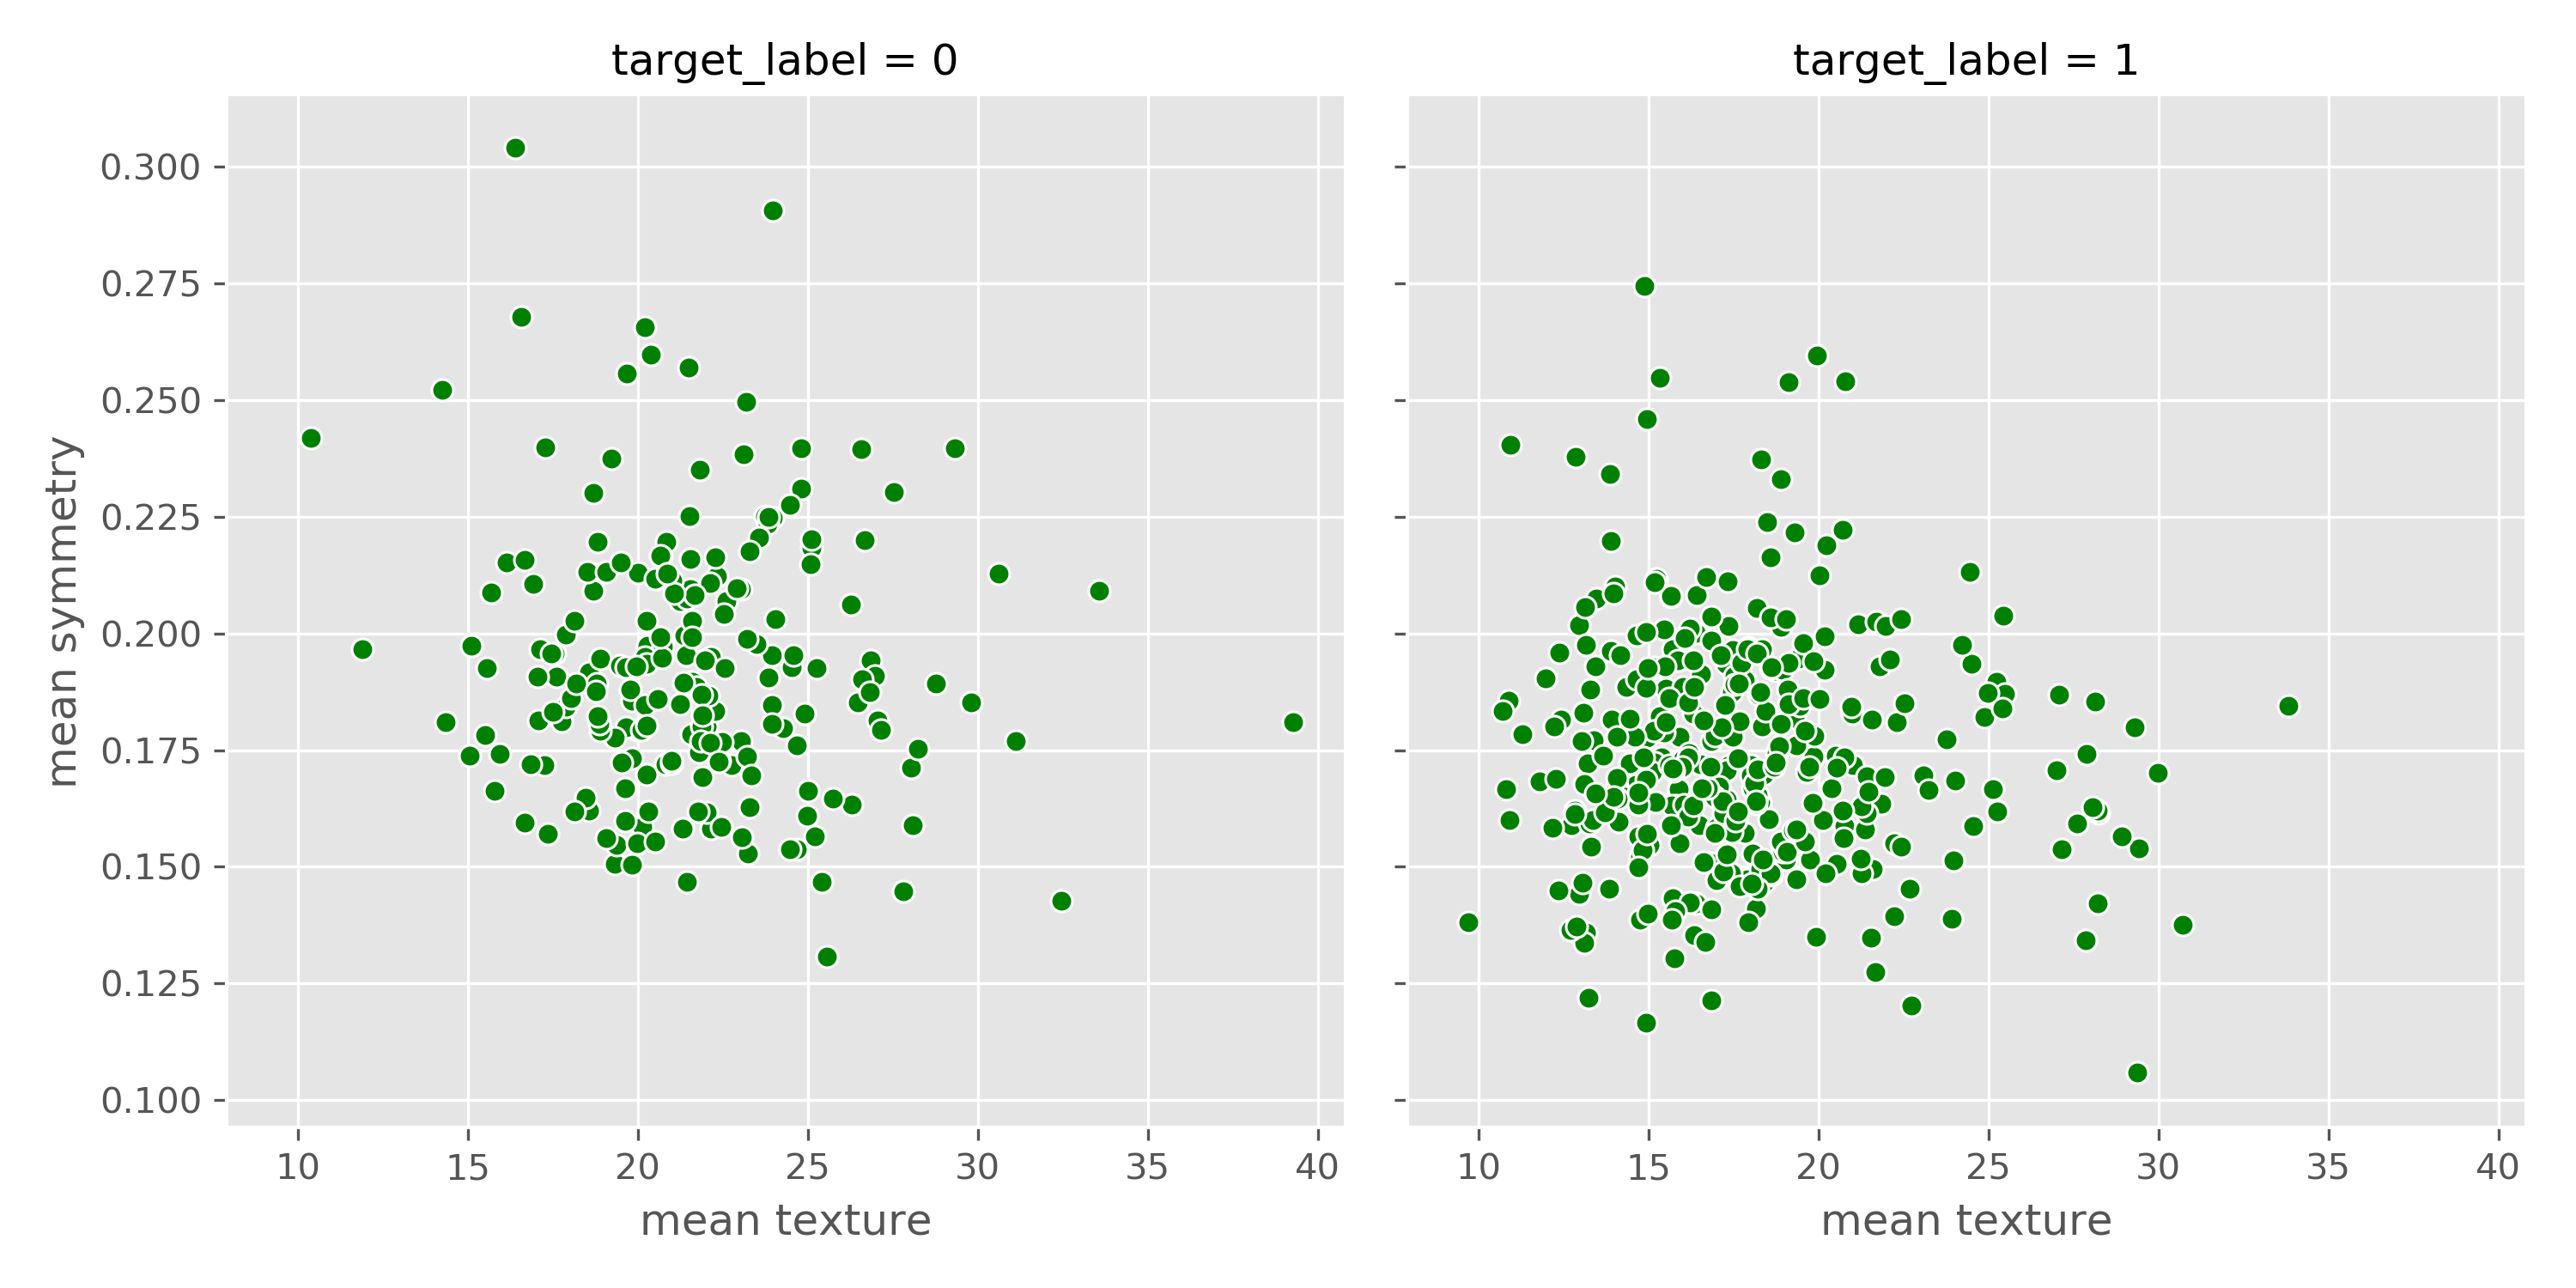 target_label = 0
target_label = 1
0.300
0.275
0.250
0.225
0.200
0.175
0.150
0.125
0.100
mean symmetry
10 15 20 25 30 35 40
10 15 20 25 30 35 40
mean texture
mean texture